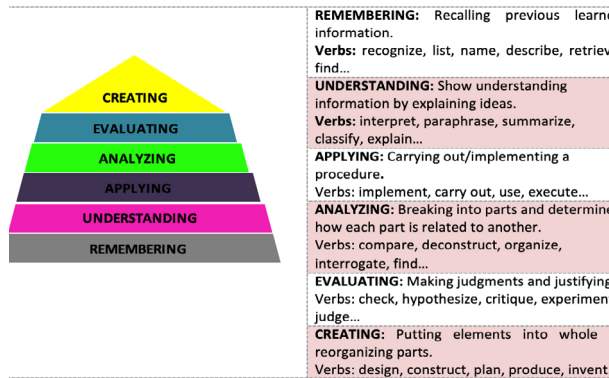 CREATING
EVALUATING
ANALYZING
APPLYING
UNDERSTANDING
REMEMBERING
REMEMBERING: Recalling previous learne
information.
Verbs: recognize, list, name, describe, retriev
find...
UNDERSTANDING: Show understanding
information by explaining ideas.
Verbs: interpret, paraphrase, summarize,
classify, explain...
APPLYING: Carrying out/implementing a
procedure.
Verbs: implement, carry out, use, execute...
ANALYZING: Breaking into parts and determine
how each part is related to another.
Verbs: compare, deconstruct, organize,
interrogate, find...
EVALUATING: Making judgments and justifying
Verbs: check, hypothesize, critique, experimen
judge...
CREATING: Putting elements into whole
reorganizing parts.
Verbs: design, construct, plan, produce, invent